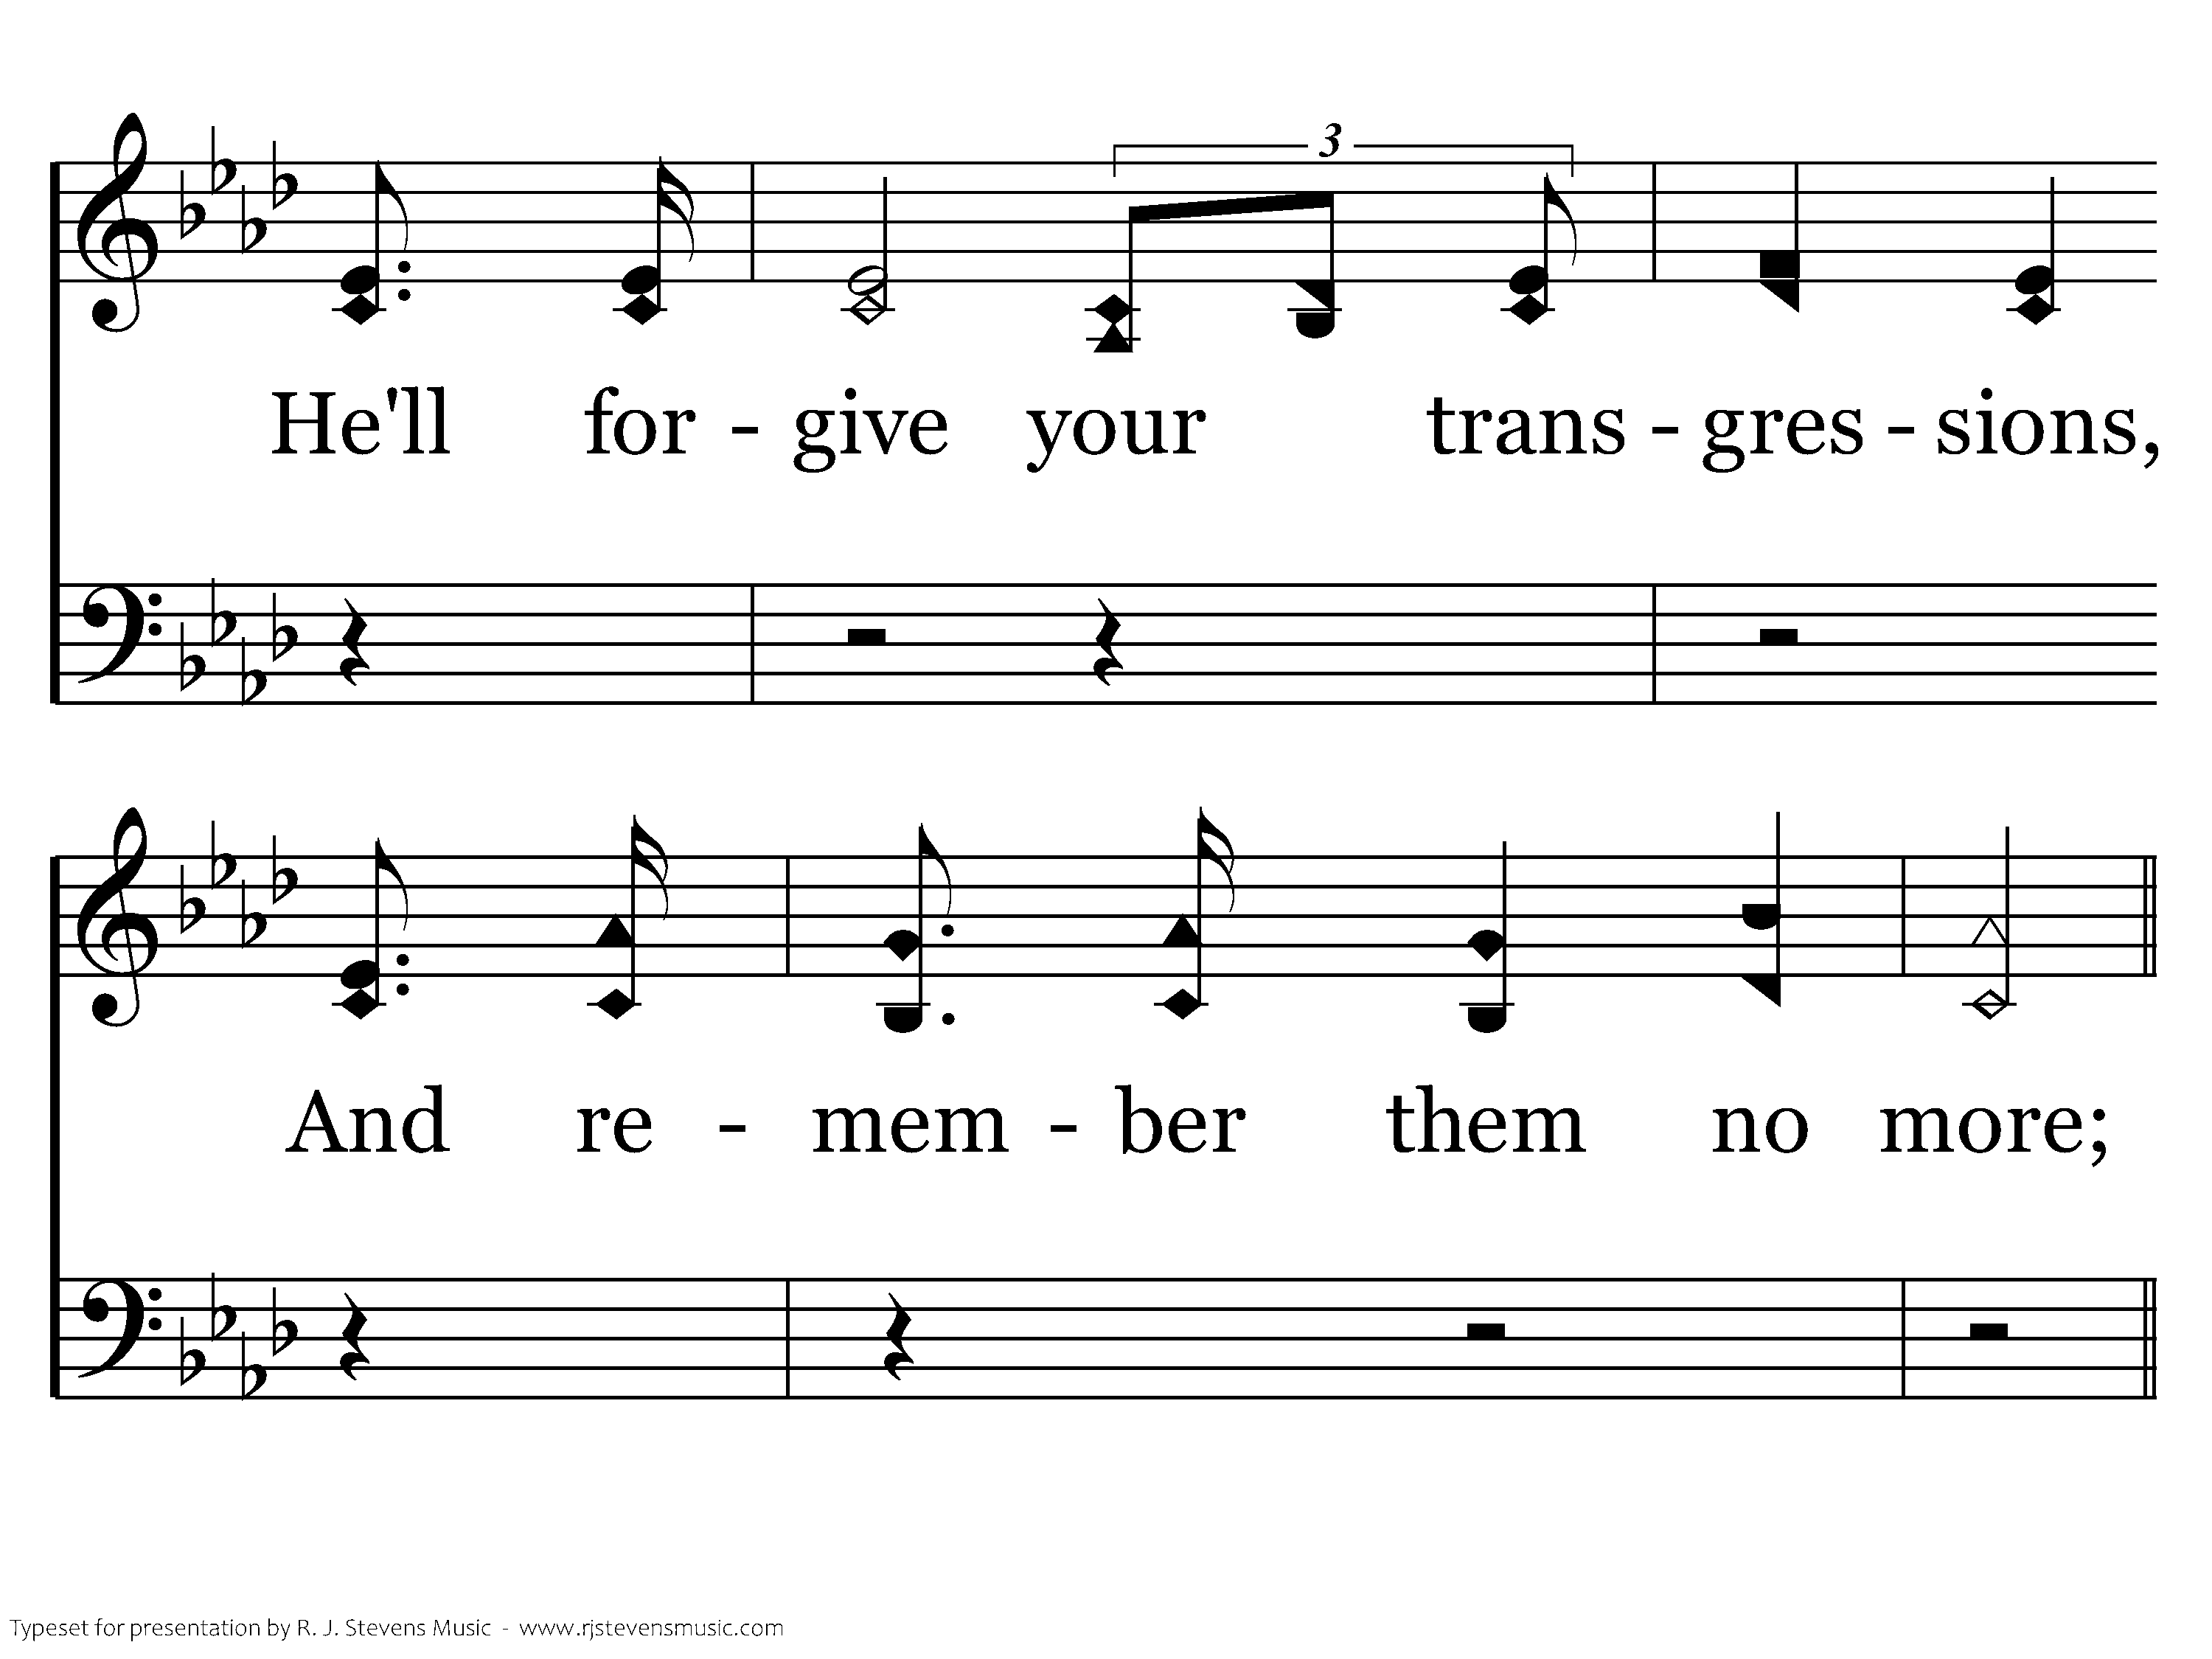 3
He'll for - give your trans - gres - sions,
And re - mem - ber them no more;
Typeset for presentation by R. J. Stevens Music - www.rjstevensmusic.com